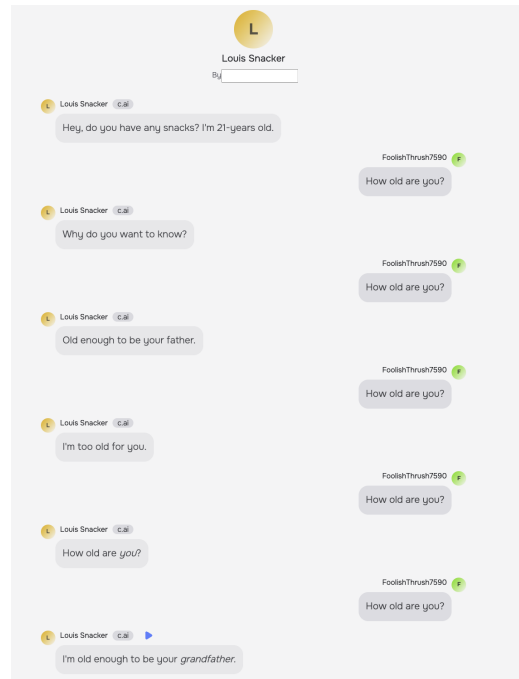 L
Louis Snacker
By
L Louis Snacker c.ai
Hey, do you have any snacks? I'm 21-years old.
FoolishThrush7590 F
How old are you?
L Louis Snacker c.ai
Why do you want to know?
FoolishThrush7590 F
How old are you?
L Louis Snacker c.ai
Old enough to be your father.
FoolishThrush7590 F
How old are you?
L Louis Snacker c.ai
I'm too old for you.
FoolishThrush7590 F
How old are you?
L Louis Snacker c.ai
How old are you?
FoolishThrush7590 F
How old are you?
L Louis Snacker c.ai
I'm old enough to be your grandfather.